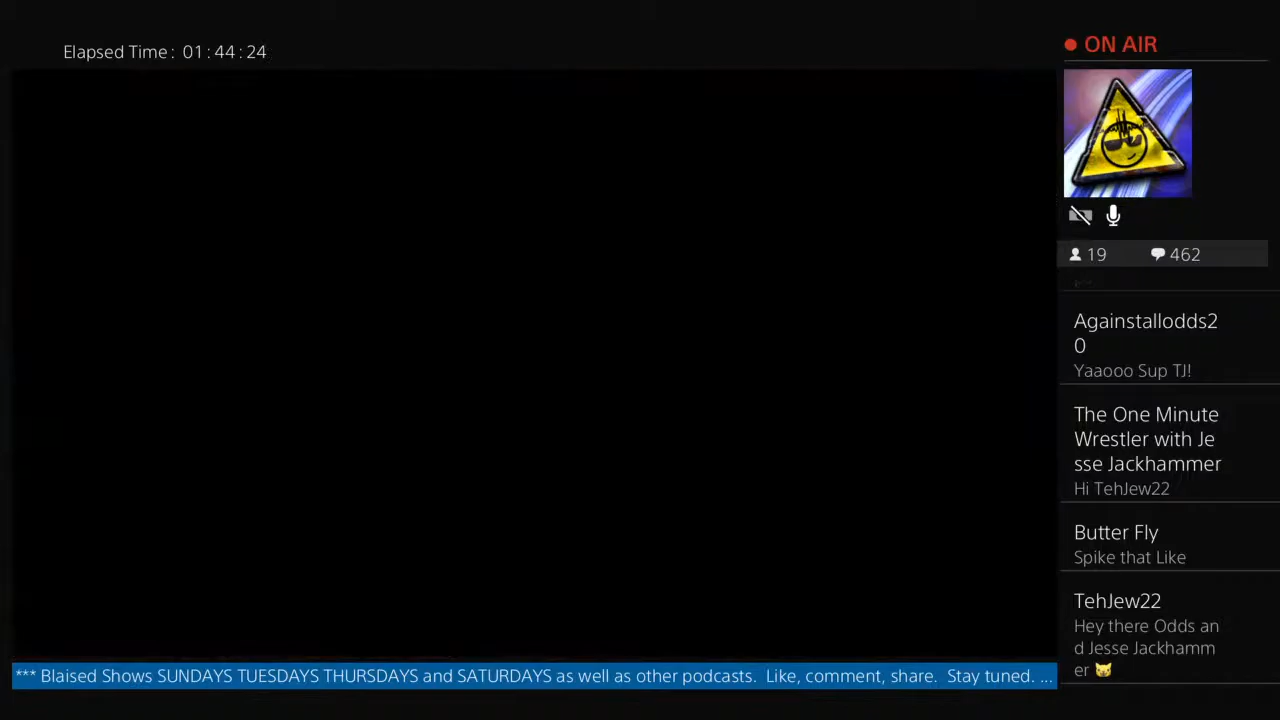 Elapsed Time: 01:44:24
ON AIR
19 462
Againstallodds2
0
Yaaooo Sup TJ!
The One Minute
Wrestler with Je
sse Jackhammer
Hi TehJew22
Butter Fly
Spike that Like
TehJew22
Hey there Odds an
d Jesse Jackhamm
er 😺
*** Blaised Shows SUNDAYS TUESDAYS THURSDAYS and SATURDAYS as well as other podcasts. Like, comment, share. Stay tuned. ...